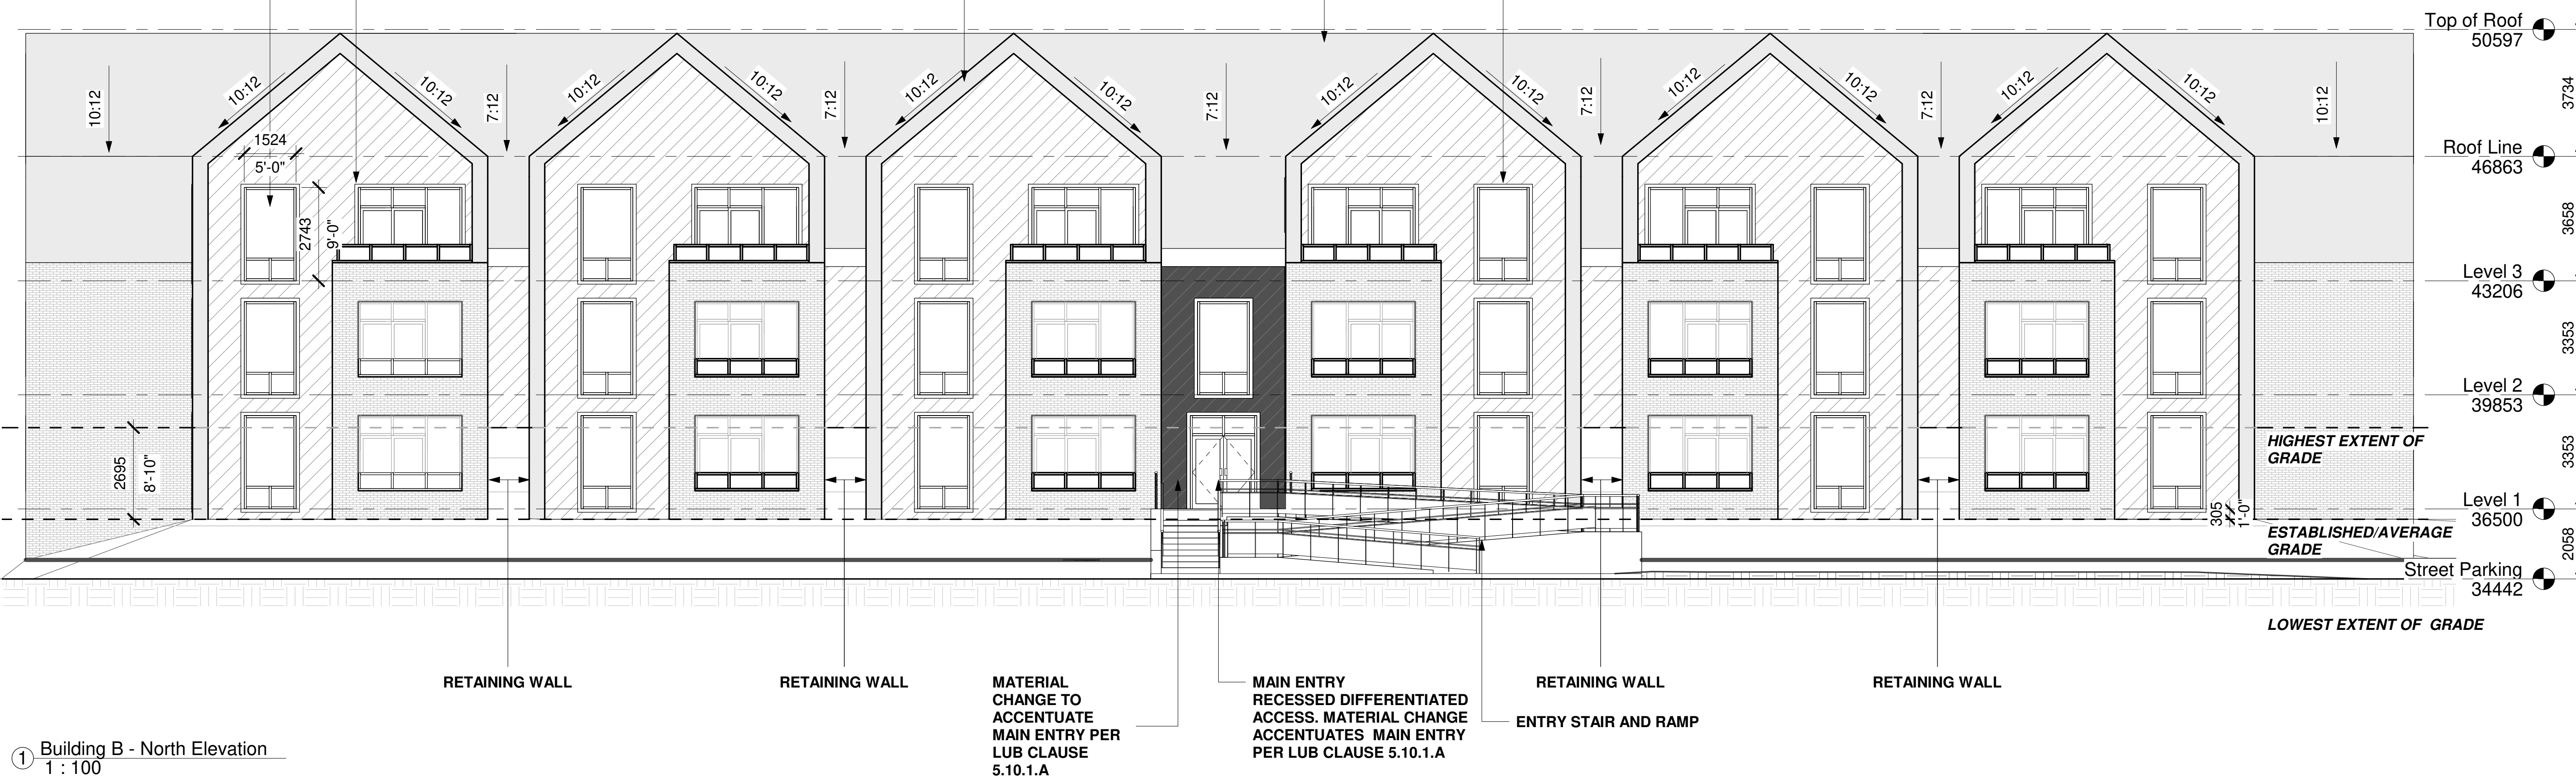 Top of Roof
50597
3734
10:12
10:12
10:12
7:12
10:12
10:12
7:12
10:12
10:12
7:12
10:12
10:12
7:12
10:12
10:12
7:12
10:12
10:12
10:12
1524
5'-0"
Roof Line
46863
2743
9'-0"
3658
Level 3
43206
3353
Level 2
39853
HIGHEST EXTENT OF
GRADE
2695
8'-10"
3353
Level 1
36500
305
1'-0"
ESTABLISHED/AVERAGE
GRADE
2058
Street Parking
34442
LOWEST EXTENT OF GRADE
RETAINING WALL
RETAINING WALL
MATERIAL
CHANGE TO
ACCENTUATE
MAIN ENTRY PER
LUB CLAUSE
5.10.1.A
MAIN ENTRY
RECESSED DIFFERENTIATED
ACCESS. MATERIAL CHANGE
ACCENTUATES MAIN ENTRY
PER LUB CLAUSE 5.10.1.A
RETAINING WALL
ENTRY STAIR AND RAMP
RETAINING WALL
1
Building B - North Elevation
1 : 100